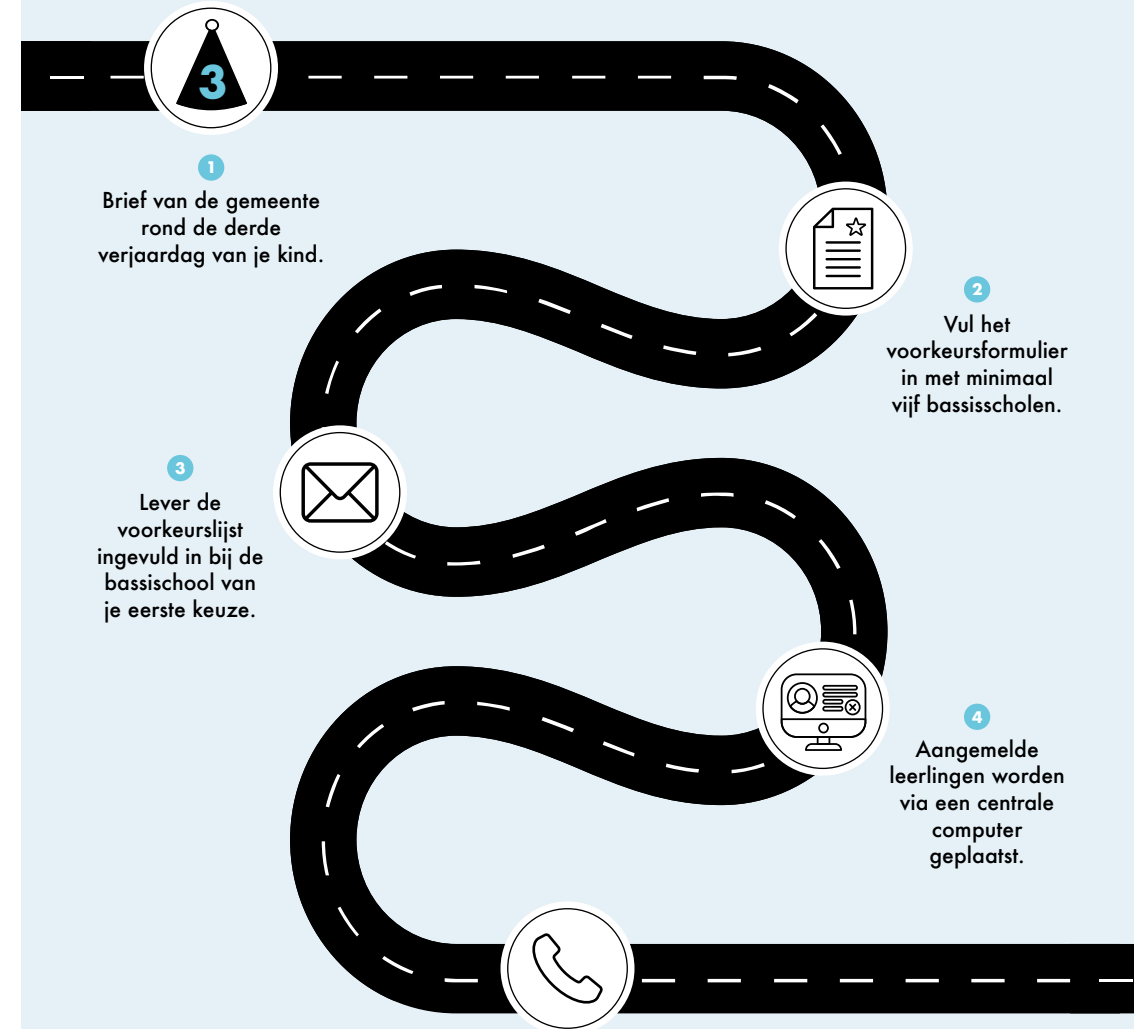 3
1
Brief van de gemeente
rond de derde
verjaardag van je kind.
2
Vul het
voorkeursformulier
in met minimaal
vijf bassisscholen.
3
Lever de
voorkeurslijst
ingevuld in bij de
bassischool van
je eerste keuze.
4
Aangemelde
leerlingen worden
via een centrale
computer
geplaatst.